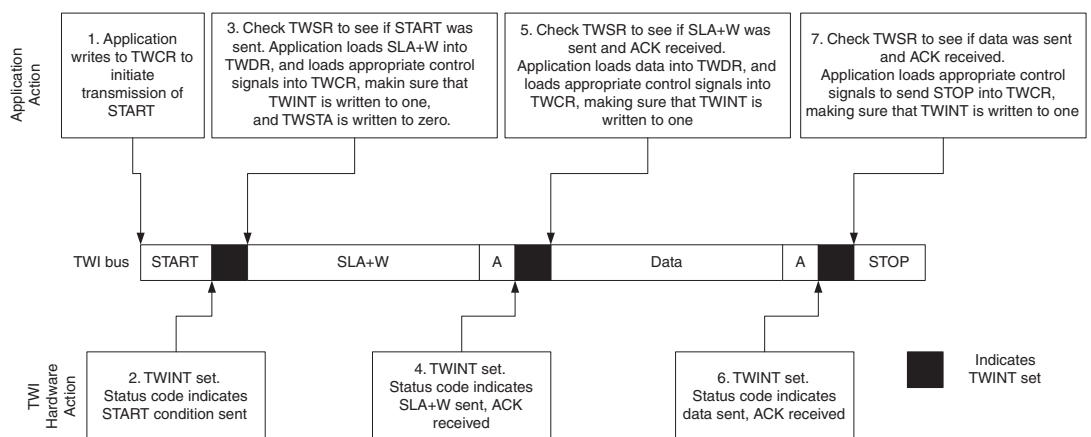 Application
Action
1. Application
writes to TWCR to
initiate
transmission of
START
3. Check TWSR to see if START was
sent. Application loads SLA+W into
TWDR, and loads appropriate control
signals into TWCR, makin sure that
TWINT is written to one,
and TWSTA is written to zero.
5. Check TWSR to see if SLA+W was
sent and ACK received.
Application loads data into TWDR, and
loads appropriate control signals into
TWCR, making sure that TWINT is
written to one
7. Check TWSR to see if data was sent
and ACK received.
Application loads appropriate control
signals to send STOP into TWCR,
making sure that TWINT is written to one
TWI bus
START
SLA+W
A
Data
A
STOP
TWI
Hardware
Action
2. TWINT set.
Status code indicates
START condition sent
4. TWINT set.
Status code indicates
SLA+W sent, ACK
received
6. TWINT set.
Status code indicates
data sent, ACK received
Indicates
TWINT set